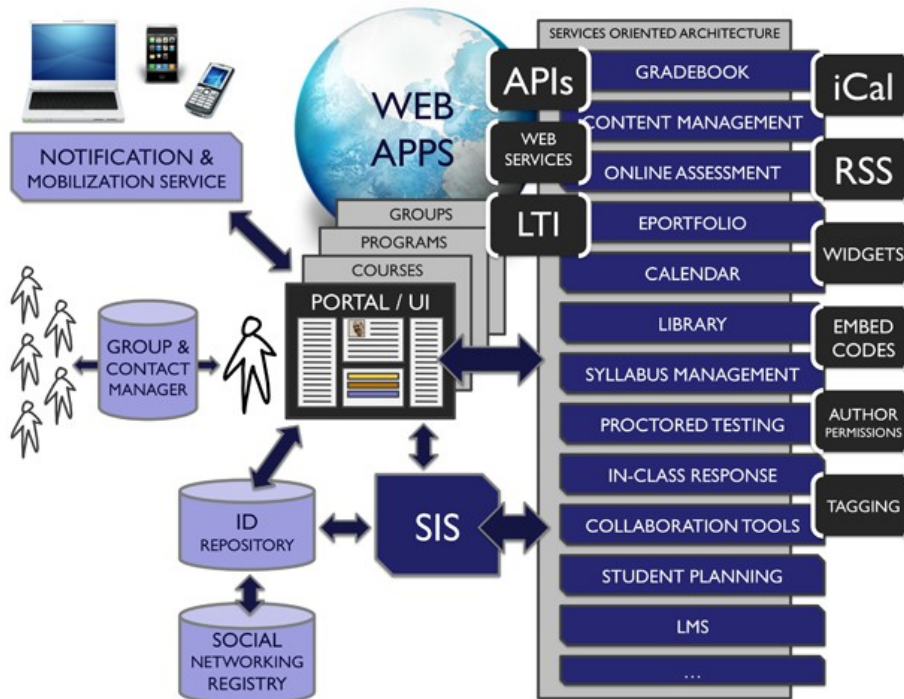 SERVICES ORIENTED ARCHITECTURE
WEB
APPS
APIs
WEB
SERVICES
LTI
GRADEBOOK
CONTENT MANAGEMENT
ONLINE ASSESSMENT
EPORTFOLIO
CALENDAR
LIBRARY
SYLLABUS MANAGEMENT
PROCTORED TESTING
IN-CLASS RESPONSE
COLLABORATION TOOLS
STUDENT PLANNING
LMS
...
iCal
RSS
WIDGETS
EMBED
CODES
AUTHOR
PERMISSIONS
TAGGING
NOTIFICATION &
MOBILIZATION SERVICE
GROUPS
PROGRAMS
COURSES
PORTAL / UI
GROUP &
CONTACT
MANAGER
ID
REPOSITORY
SIS
SOCIAL
NETWORKING
REGISTRY